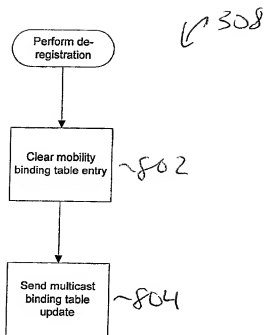 308
Perform de-
registration
Clear mobility
binding table entry
~802
Send multicast
binding table
update
~804